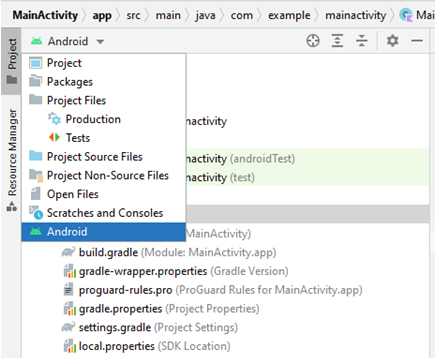 MainActivity app src main java com example mainactivity Mai
Android
Project
Resource Manager
Project
Packages
Project Files
Production
Tests
Project Source Files
Project Non-Source Files
Open Files
Scratches and Consoles
Android
nactivity
nactivity (androidTest)
nactivity (test)
MainActivity)
build.gradle (Module: MainActivity.app)
gradle-wrapper.properties (Gradle Version)
proguard-rules.pro (ProGuard Rules for MainActivity.app)
gradle.properties (Project Properties)
settings.gradle (Project Settings)
local.properties (SDK Location)